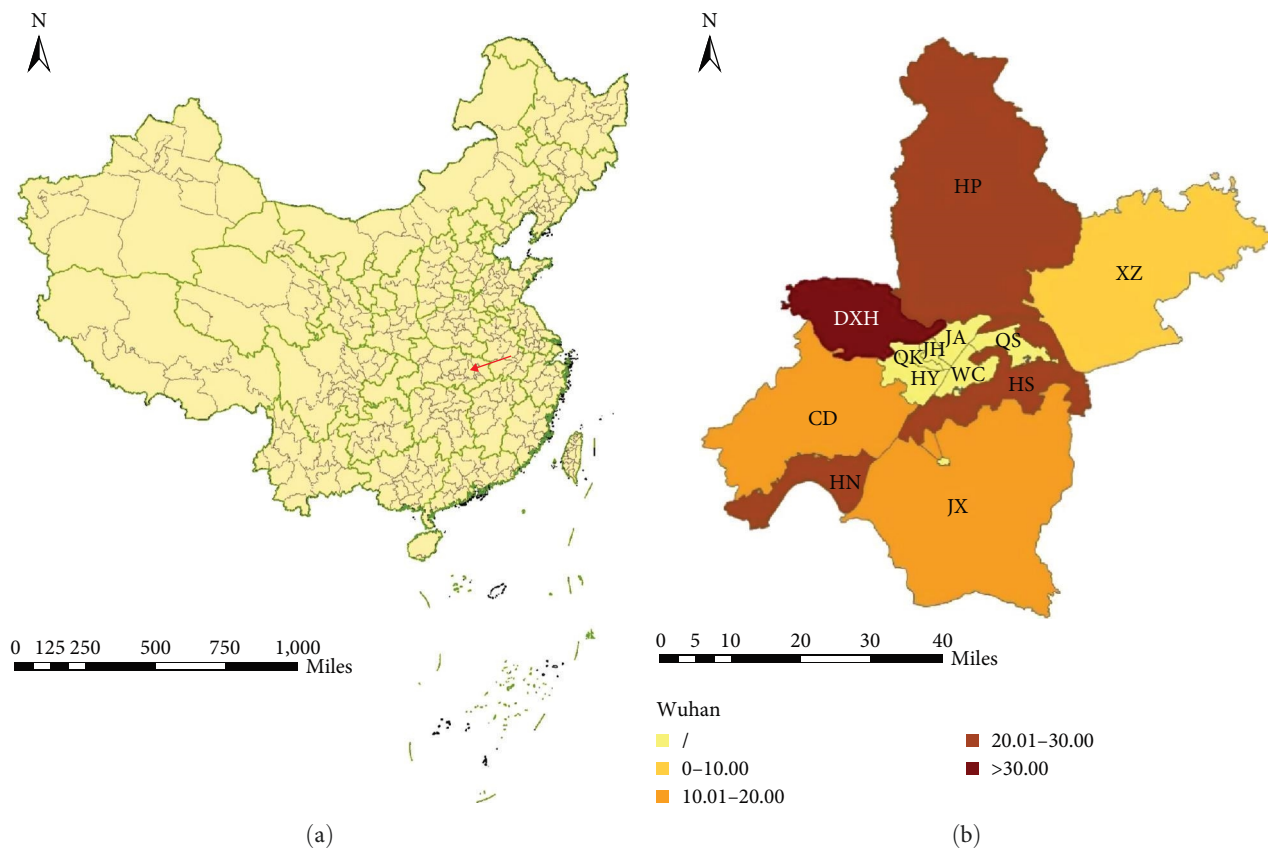 N
0 125 250 500 750 1,000
Miles
(a)
N
HP
XZ
DXH
JA
QS
JH
QK
WC
HY
HS
CD
HN
JX
0 5 10 20 30 40
Miles
Wuhan
/
0–10.00
10.01–20.00
20.01–30.00
>30.00
(b)